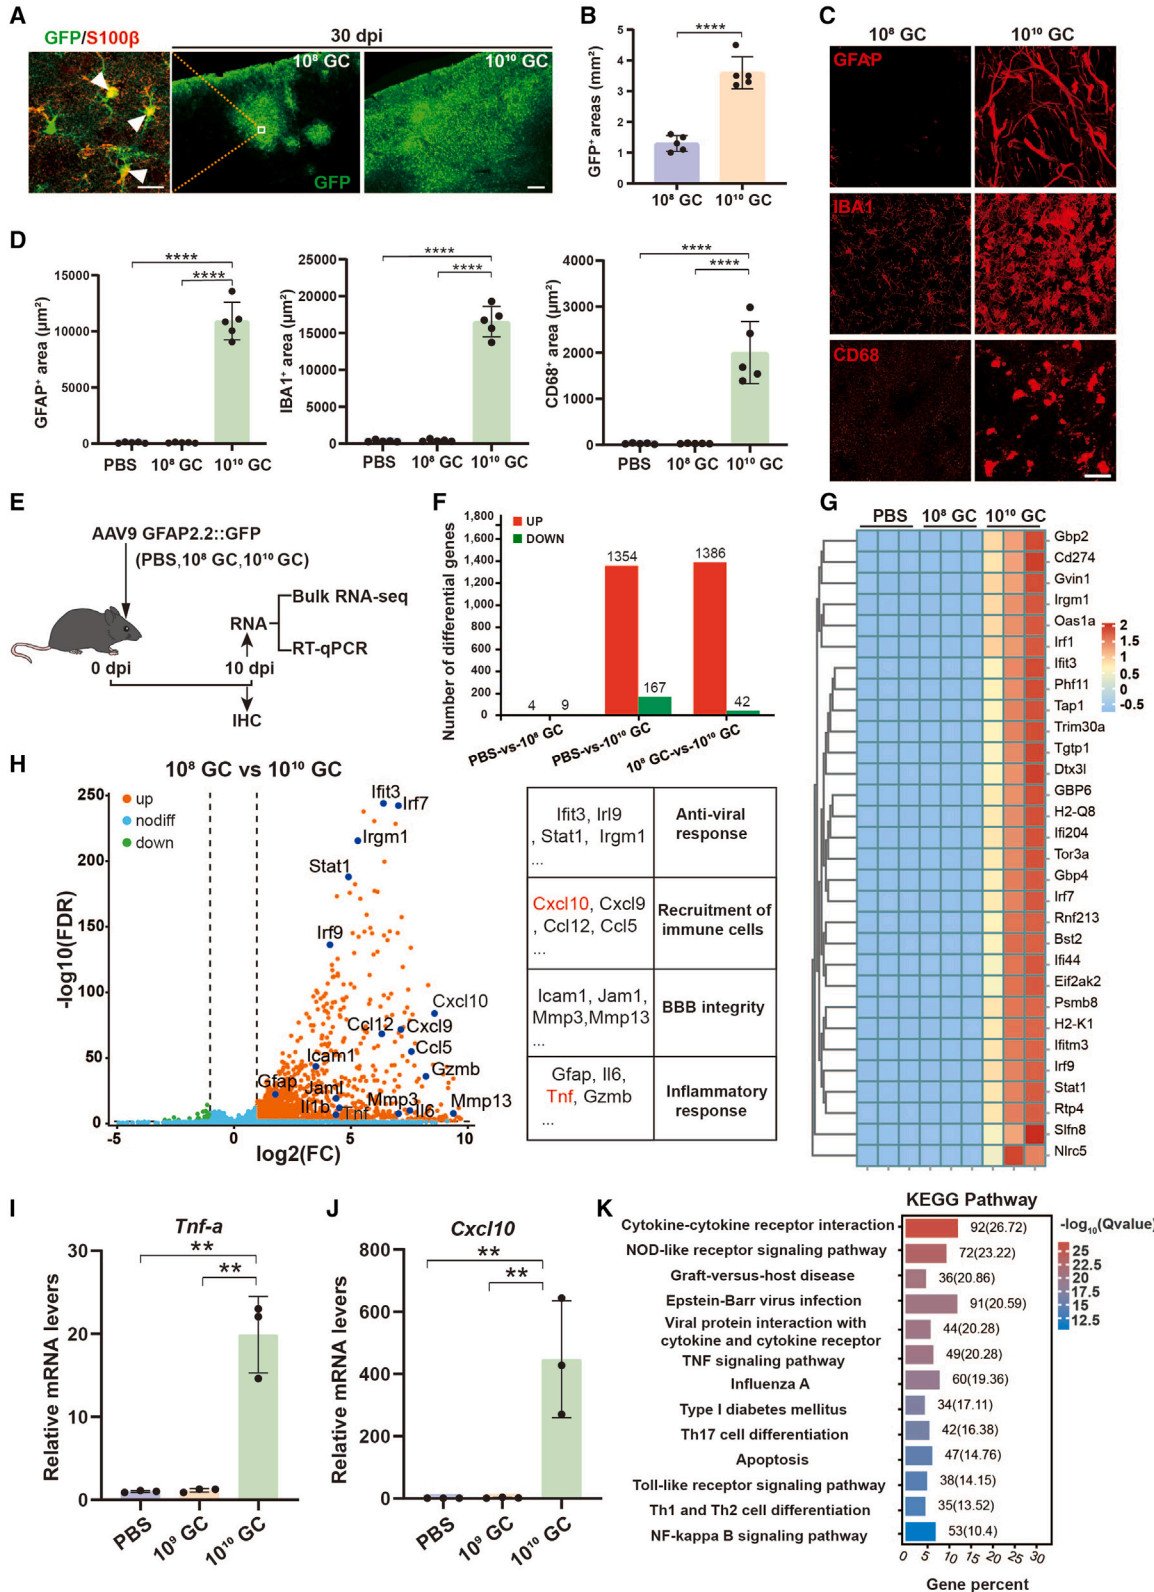 A
GFP/S100β
30 dpi
10⁸ GC
10¹⁰ GC
GFP
B
GFP⁺ areas (mm²)
5
4
3
2
1
0
****
10⁸ GC
10¹⁰ GC
C
10⁸ GC
10¹⁰ GC
GFAP
IBA1
CD68
D
GFAP⁺ area (µm²)
15000
10000
5000
0
****
****
PBS
10⁸ GC
10¹⁰ GC
IBA1⁺ area (µm²)
25000
20000
15000
10000
5000
0
****
****
PBS
10⁸ GC
10¹⁰ GC
CD68⁺ area (µm²)
4000
3000
2000
1000
0
****
****
PBS
10⁸ GC
10¹⁰ GC
E
AAV9 GFAP2.2::GFP
(PBS,10⁸ GC,10¹⁰ GC)
Bulk RNA-seq
RNA
RT-qPCR
0 dpi
10 dpi
IHC
F
Number of differential genes
1,800
1,600
1,400
1,200
1,000
800
600
400
200
0
UP
DOWN
4
9
1354
167
1386
42
PBS-vs-10⁸ GC
PBS-vs-10¹⁰ GC
10⁸ GC-vs-10¹⁰ GC
G
PBS
10⁸ GC
10¹⁰ GC
Gbp2
Cd274
Gvin1
Irgm1
Oas1a
Irf1
Ifit3
Phf11
Tap1
Trim30a
Tgtp1
Dtx3l
GBP6
H2-Q8
Ifi204
Tor3a
Gbp4
Irf7
Rnf213
Bst2
Ifi44
Eif2ak2
Psmb8
H2-K1
Ifitm3
Irf9
Stat1
Rtp4
Slfn8
Nlrc5
2
1.5
1
0.5
0
-0.5
H
10⁸ GC vs 10¹⁰ GC
-log10(FDR)
250
200
150
100
50
0
up
nodiff
down
Ifit3
Irf7
Irgm1
Stat1
Irf9
Cxcl10
Ccl12
Cxcl9
Ccl5
Icam1
Gzmb
Gfap
Jaml
Mmp3
Mmp13
Il1b
Tnf
Il6
-5
0
5
10
log2(FC)
Ifit3, Irl9
, Stat1, Irgm1
...
Anti-viral
response
Cxcl10, Cxcl9
, Ccl12, Ccl5
...
Recruitment of
immune cells
Icam1, Jam1,
Mmp3,Mmp13
...
BBB integrity
Gfap, Il6,
Tnf, Gzmb
...
Inflammatory
response
I
Tnf-a
Relative mRNA levers
30
20
10
0
**
**
PBS
10⁹ GC
10¹⁰ GC
J
Cxcl10
Relative mRNA levers
800
600
400
200
0
**
**
PBS
10⁹ GC
10¹⁰ GC
K
KEGG Pathway
Cytokine-cytokine receptor interaction 92(26.72)
NOD-like receptor signaling pathway 72(23.22)
Graft-versus-host disease 36(20.86)
Epstein-Barr virus infection 91(20.59)
Viral protein interaction with
cytokine and cytokine receptor 44(20.28)
TNF signaling pathway 49(20.28)
Influenza A 60(19.36)
Type I diabetes mellitus 34(17.11)
Th17 cell differentiation 42(16.38)
Apoptosis 47(14.76)
Toll-like receptor signaling pathway 38(14.15)
Th1 and Th2 cell differentiation 35(13.52)
NF-kappa B signaling pathway 53(10.4)
0
5
10
15
20
25
30
Gene percent
-log₁₀(Qvalue)
25
22.5
20
17.5
15
12.5